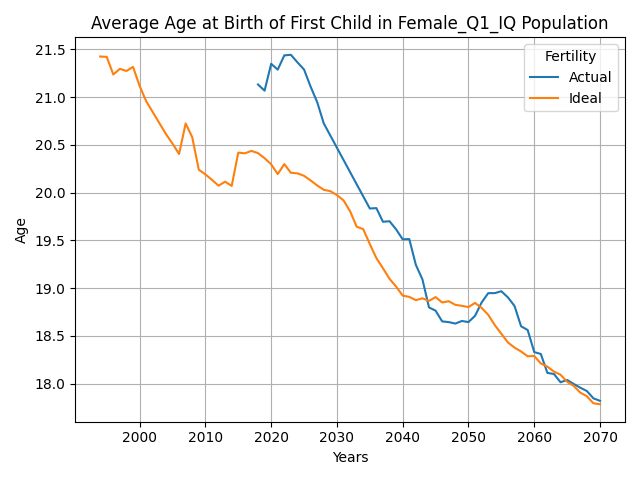 Average Age at Birth of First Child in Female_Q1_IQ Population
Fertility
Actual
Ideal
Age
21.5
21.0
20.5
20.0
19.5
19.0
18.5
18.0
2000 2010 2020 2030 2040 2050 2060 2070
Years